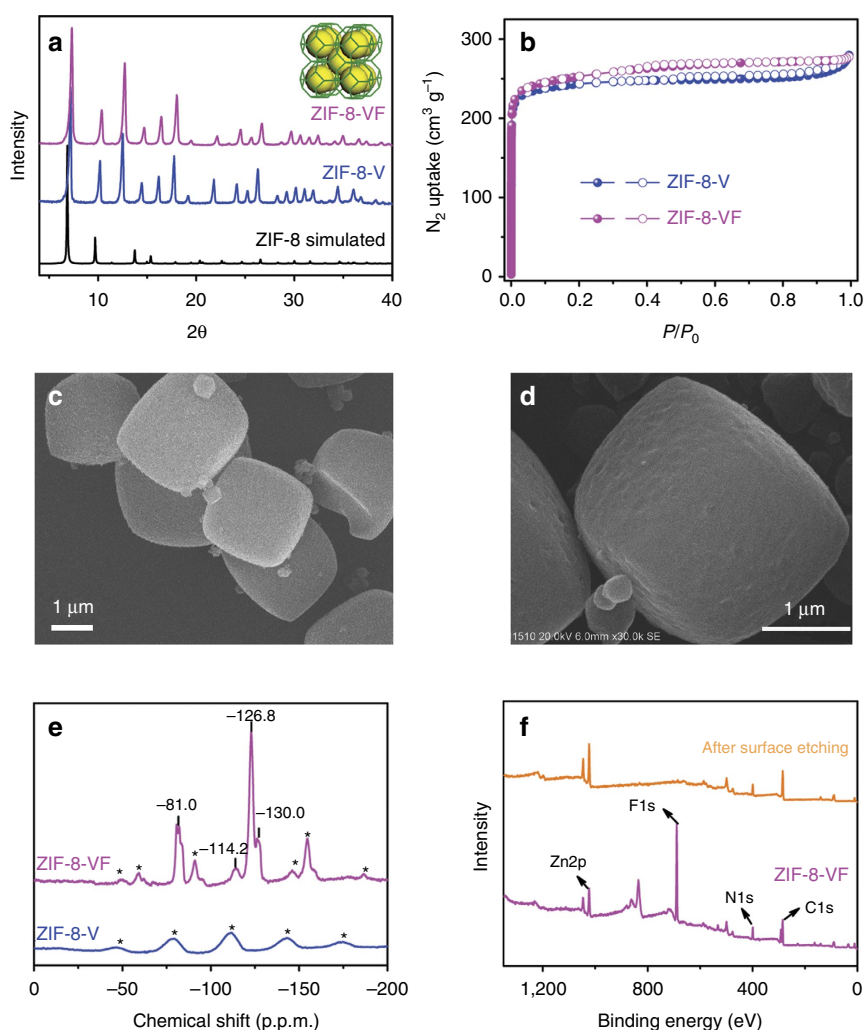 a
ZIF-8-VF
ZIF-8-V
ZIF-8 simulated
Intensity
10
20
30
40
2θ
b
300
200
100
0
N₂ uptake (cm³ g⁻¹)
ZIF-8-V
ZIF-8-VF
0.0
0.2
0.4
0.6
0.8
1.0
P/P₀
c
1 μm
d
1510 20.0kV 6.0mm x30.0k SE
1 μm
e
–126.8
–81.0
–130.0
–114.2
* * * * * *
ZIF-8-VF
ZIF-8-V
* * * * *
0
–50
–100
–150
–200
Chemical shift (p.p.m.)
f
After surface etching
F1s
ZIF-8-VF
Zn2p
N1s
C1s
Intensity
1,200
800
400
0
Binding energy (eV)